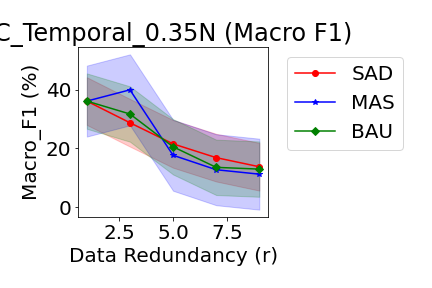 C_Temporal_0.35N (Macro F1)
SAD
MAS
BAU
Macro_F1 (%)
40
20
0
2.5 5.0 7.5
Data Redundancy (r)